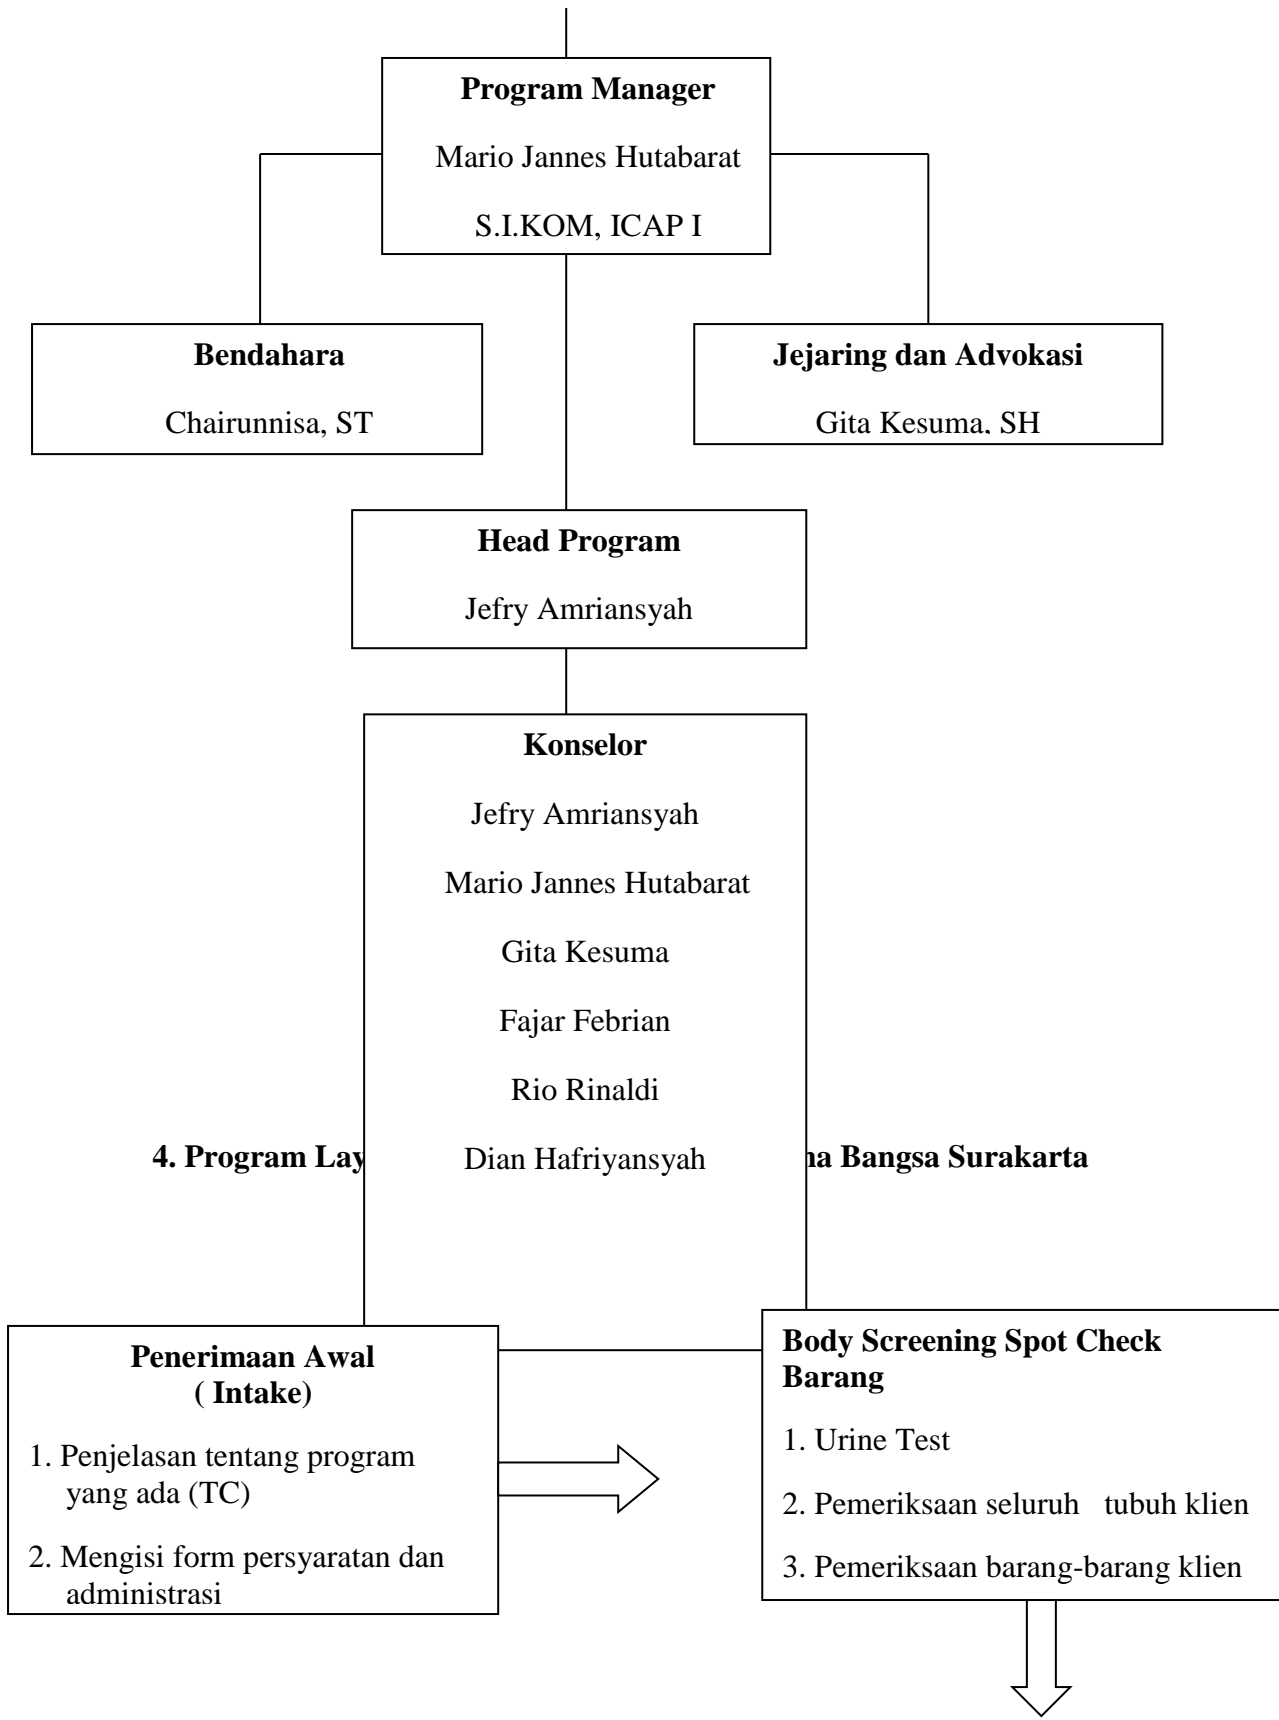 Program Manager
Mario Jannes Hutabarat
S.I.KOM, ICAP I
Bendahara
Chairunnisa, ST
Jejaring dan Advokasi
Gita Kesuma, SH
Head Program
Jefry Amriansyah
Konselor
Jefry Amriansyah
Mario Jannes Hutabarat
Gita Kesuma
Fajar Febrian
Rio Rinaldi
Dian Hafriyansyah
4. Program Lay
na Bangsa Surakarta
Penerimaan Awal
( Intake)
1. Penjelasan tentang program
yang ada (TC)
2. Mengisi form persyaratan dan
administrasi
Body Screening Spot Check
Barang
1. Urine Test
2. Pemeriksaan seluruh tubuh klien
3. Pemeriksaan barang-barang klien